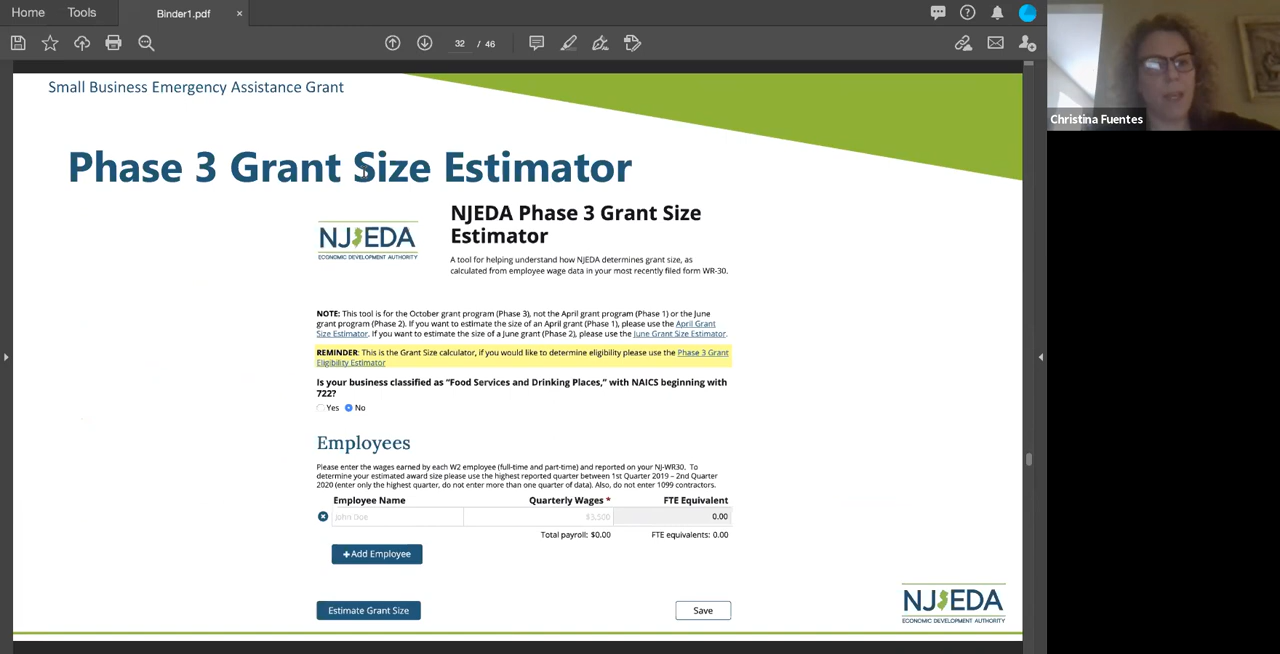 Home Tools Binder1.pdf ×
32 / 46
Small Business Emergency Assistance Grant
Phase 3 Grant Size Estimator
NJEDA
ECONOMIC DEVELOPMENT AUTHORITY
NJEDA Phase 3 Grant Size
Estimator
A tool for helping understand how NJEDA determines grant size, as
calculated from employee wage data in your most recently filed form WR-30.
NOTE: This tool is for the October grant program (Phase 3), not the April grant program (Phase 1) or the June
grant program (Phase 2). If you want to estimate the size of an April grant (Phase 1), please use the April Grant
Size Estimator. If you want to estimate the size of a June grant (Phase 2), please use the June Grant Size Estimator.
REMINDER: This is the Grant Size calculator, if you would like to determine eligibility please use the Phase 3 Grant
Eligibility Estimator
Is your business classified as “Food Services and Drinking Places,” with NAICS beginning with
722?
Yes No
Employees
Please enter the wages earned by each W2 employee (full-time and part-time) and reported on your NJ-WR30. To
determine your estimated award size please use the highest reported quarter between 1st Quarter 2019 – 2nd Quarter
2020 (enter only the highest quarter, do not enter more than one quarter of data). Also, do not enter 1099 contractors.
Employee Name Quarterly Wages * FTE Equivalent
John Doe $5,500 0.00
Total payroll: $0.00 FTE equivalents: 0.00
+Add Employee
Estimate Grant Size Save
NJEDA
ECONOMIC DEVELOPMENT AUTHORITY
Christina Fuentes